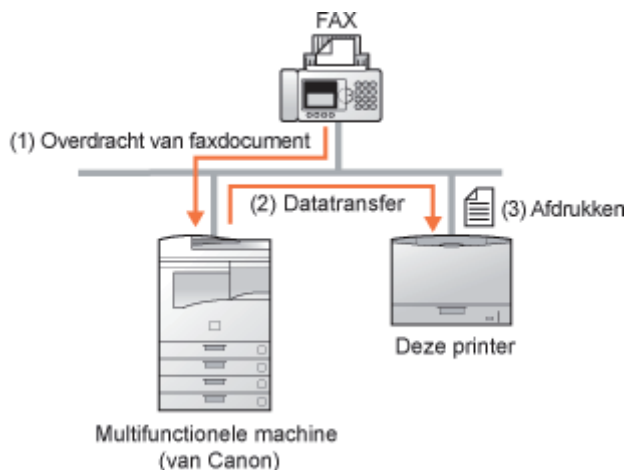 FAX
(1) Overdracht van faxdocument
(2) Datatransfer
(3) Afdrukken
Deze printer
Multifunctionele machine
(van Canon)